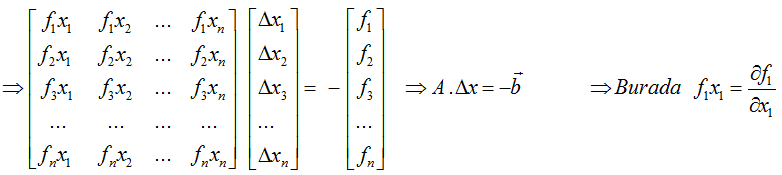 ⇒ [ f₁x₁ f₁x₂ ... f₁xₙ ] [ Δx₁ ] = − [ f₁ ] ⇒ A.Δx = −b⃗ ⇒ Burada f₁x₁ = ∂f₁/∂x₁
[ f₂x₁ f₂x₂ ... f₂xₙ ] [ Δx₂ ] [ f₂ ]
[ f₃x₁ f₃x₂ ... f₃xₙ ] [ Δx₃ ] [ f₃ ]
[ ... ... ... ... ] [ ... ] [ ... ]
[ fₙx₁ fₙx₂ ... fₙxₙ ] [ Δxₙ ] [ fₙ ]